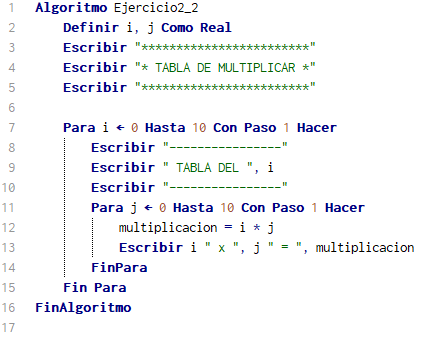 1 Algoritmo Ejercicio2_2
2 Definir i, j Como Real
3 Escribir "************************"
4 Escribir "* TABLA DE MULTIPLICAR *"
5 Escribir "************************"
6
7 Para i ← 0 Hasta 10 Con Paso 1 Hacer
8 Escribir "----------------"
9 Escribir " TABLA DEL ", i
10 Escribir "----------------"
11 Para j ← 0 Hasta 10 Con Paso 1 Hacer
12 multiplicacion = i * j
13 Escribir i " x ", j " = ", multiplicacion
14 FinPara
15 Fin Para
16 FinAlgoritmo
17